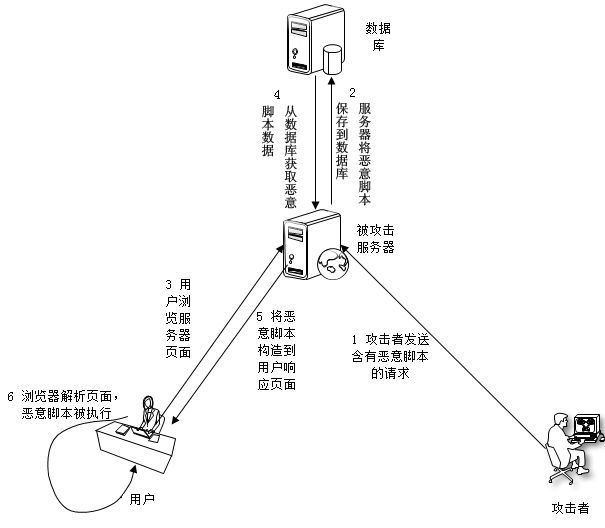 数据
库
4
从数据库获取恶意
脚本数据
2
服务器将恶意脚本
保存到数据库
被攻击
服务器
3 用
户浏
览服
务器
页面
5 将恶
意脚本
构造到
用户响
应页面
1 攻击者发送
含有恶意脚本
的请求
6 浏览器解析页面，
恶意脚本被执行
用户
攻击者